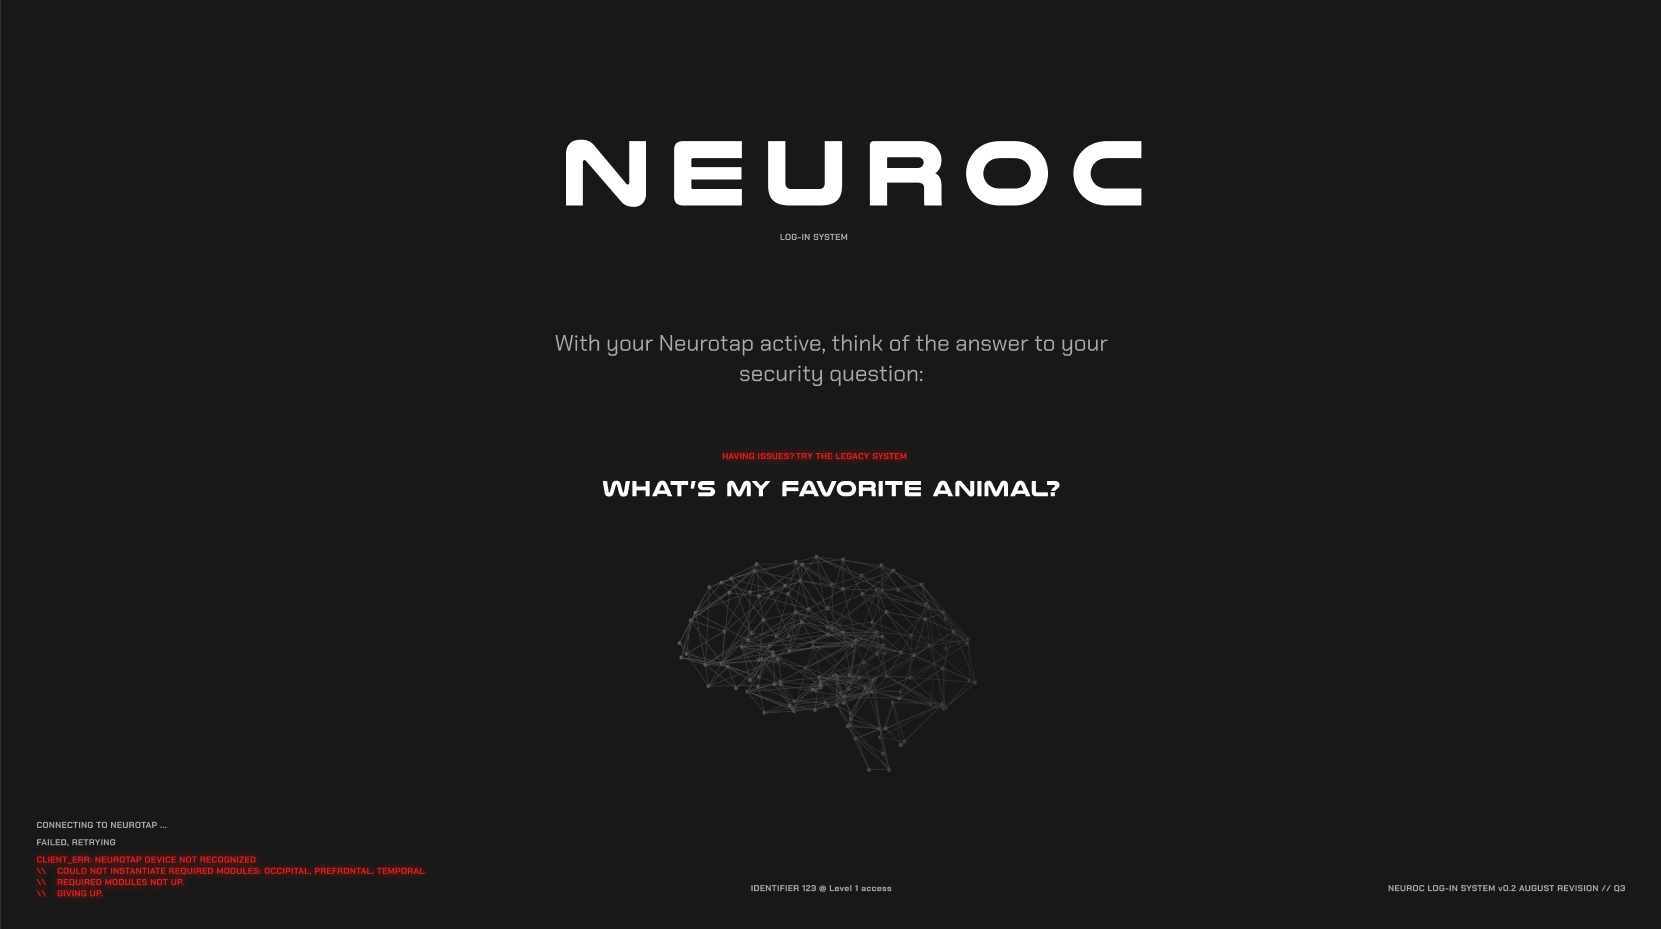 NEUROC
LOG-IN SYSTEM
With your Neurotap active, think of the answer to your
security question:
HAVING ISSUES? TRY THE LEGACY SYSTEM
WHAT'S MY FAVORITE ANIMAL?
CONNECTING TO NEUROTAP ...
FAILED, RETRYING
CLIENT_ERR: NEUROTAP DEVICE NOT RECOGNIZED
\\ COULD NOT INSTANTIATE REQUIRED MODULES: OCCIPITAL, PREFRONTAL, TEMPORAL.
\\ REQUIRED MODULES NOT UP.
\\ GIVING UP.
IDENTIFIER 123 @ Level 1 access
NEUROC LOG-IN SYSTEM v0.2 AUGUST REVISION // Q3